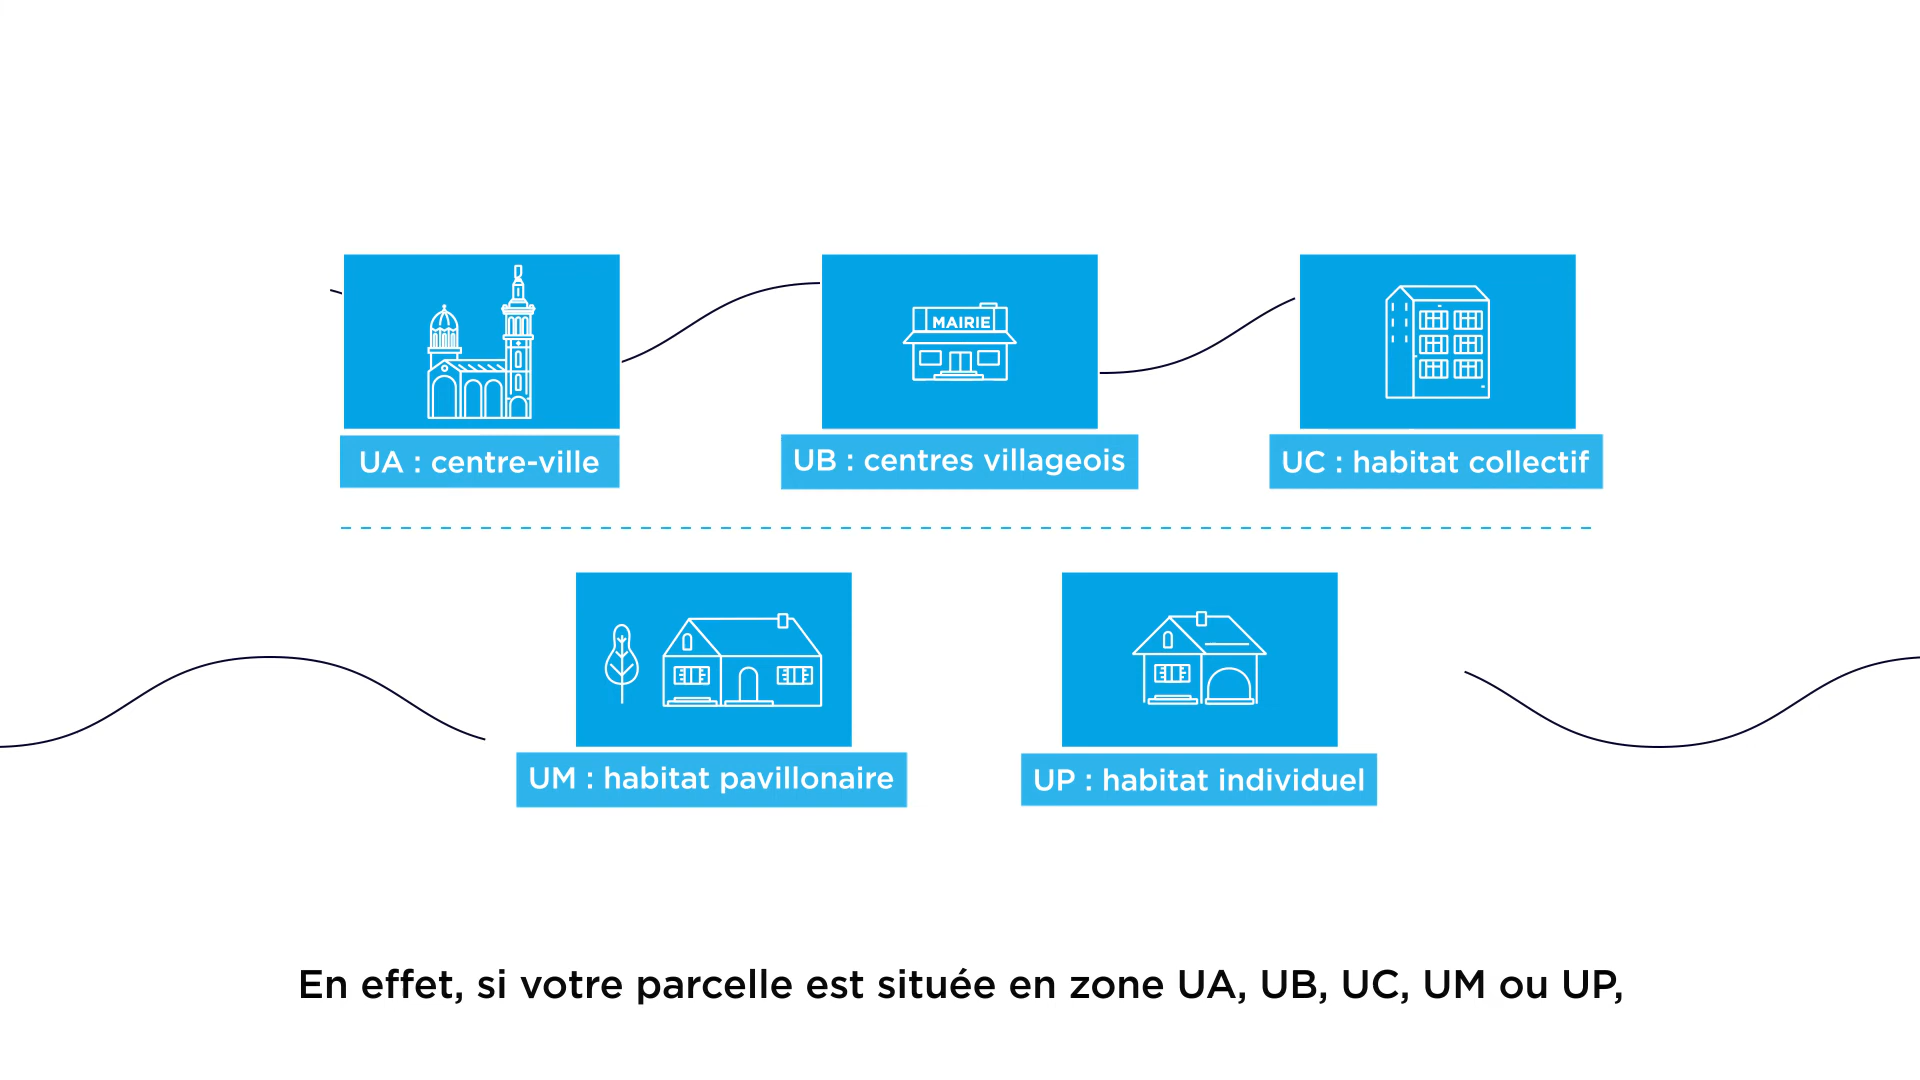 MAIRIE
UA : centre-ville
UB : centres villageois
UC : habitat collectif
UM : habitat pavillonaire
UP : habitat individuel
En effet, si votre parcelle est située en zone UA, UB, UC, UM ou UP,